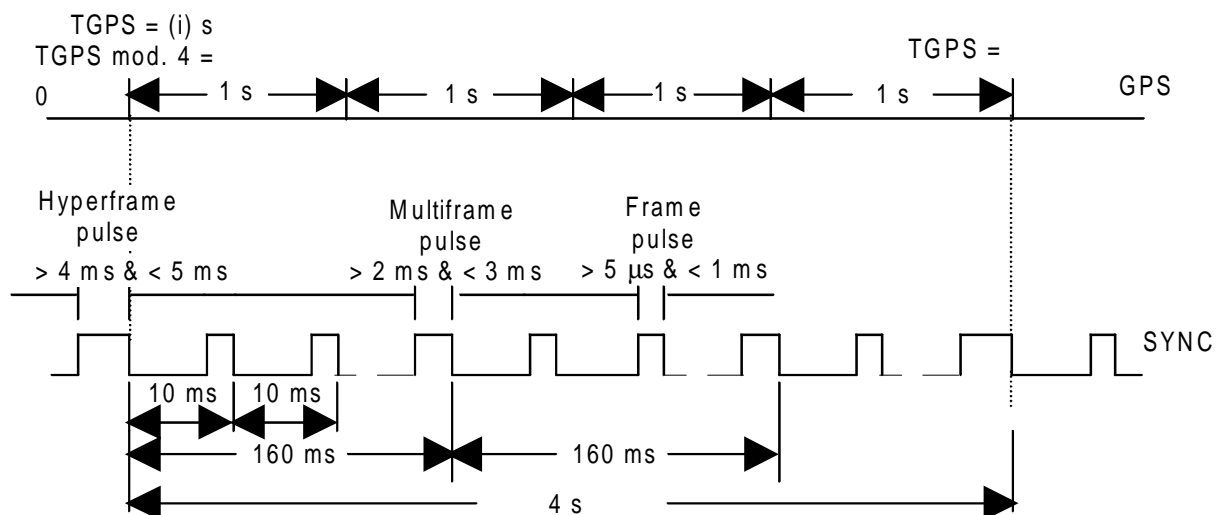 TGPS = (i) s
TGPS mod. 4 =
0
TGPS =
1 s
1 s
1 s
1 s
GPS
Hyperframe
pulse
> 4 ms & < 5 ms
Multiframe
pulse
> 2 ms & < 3 ms
Frame
pulse
> 5 μs & < 1 ms
SYNC
10 ms
10 ms
160 ms
160 ms
4 s